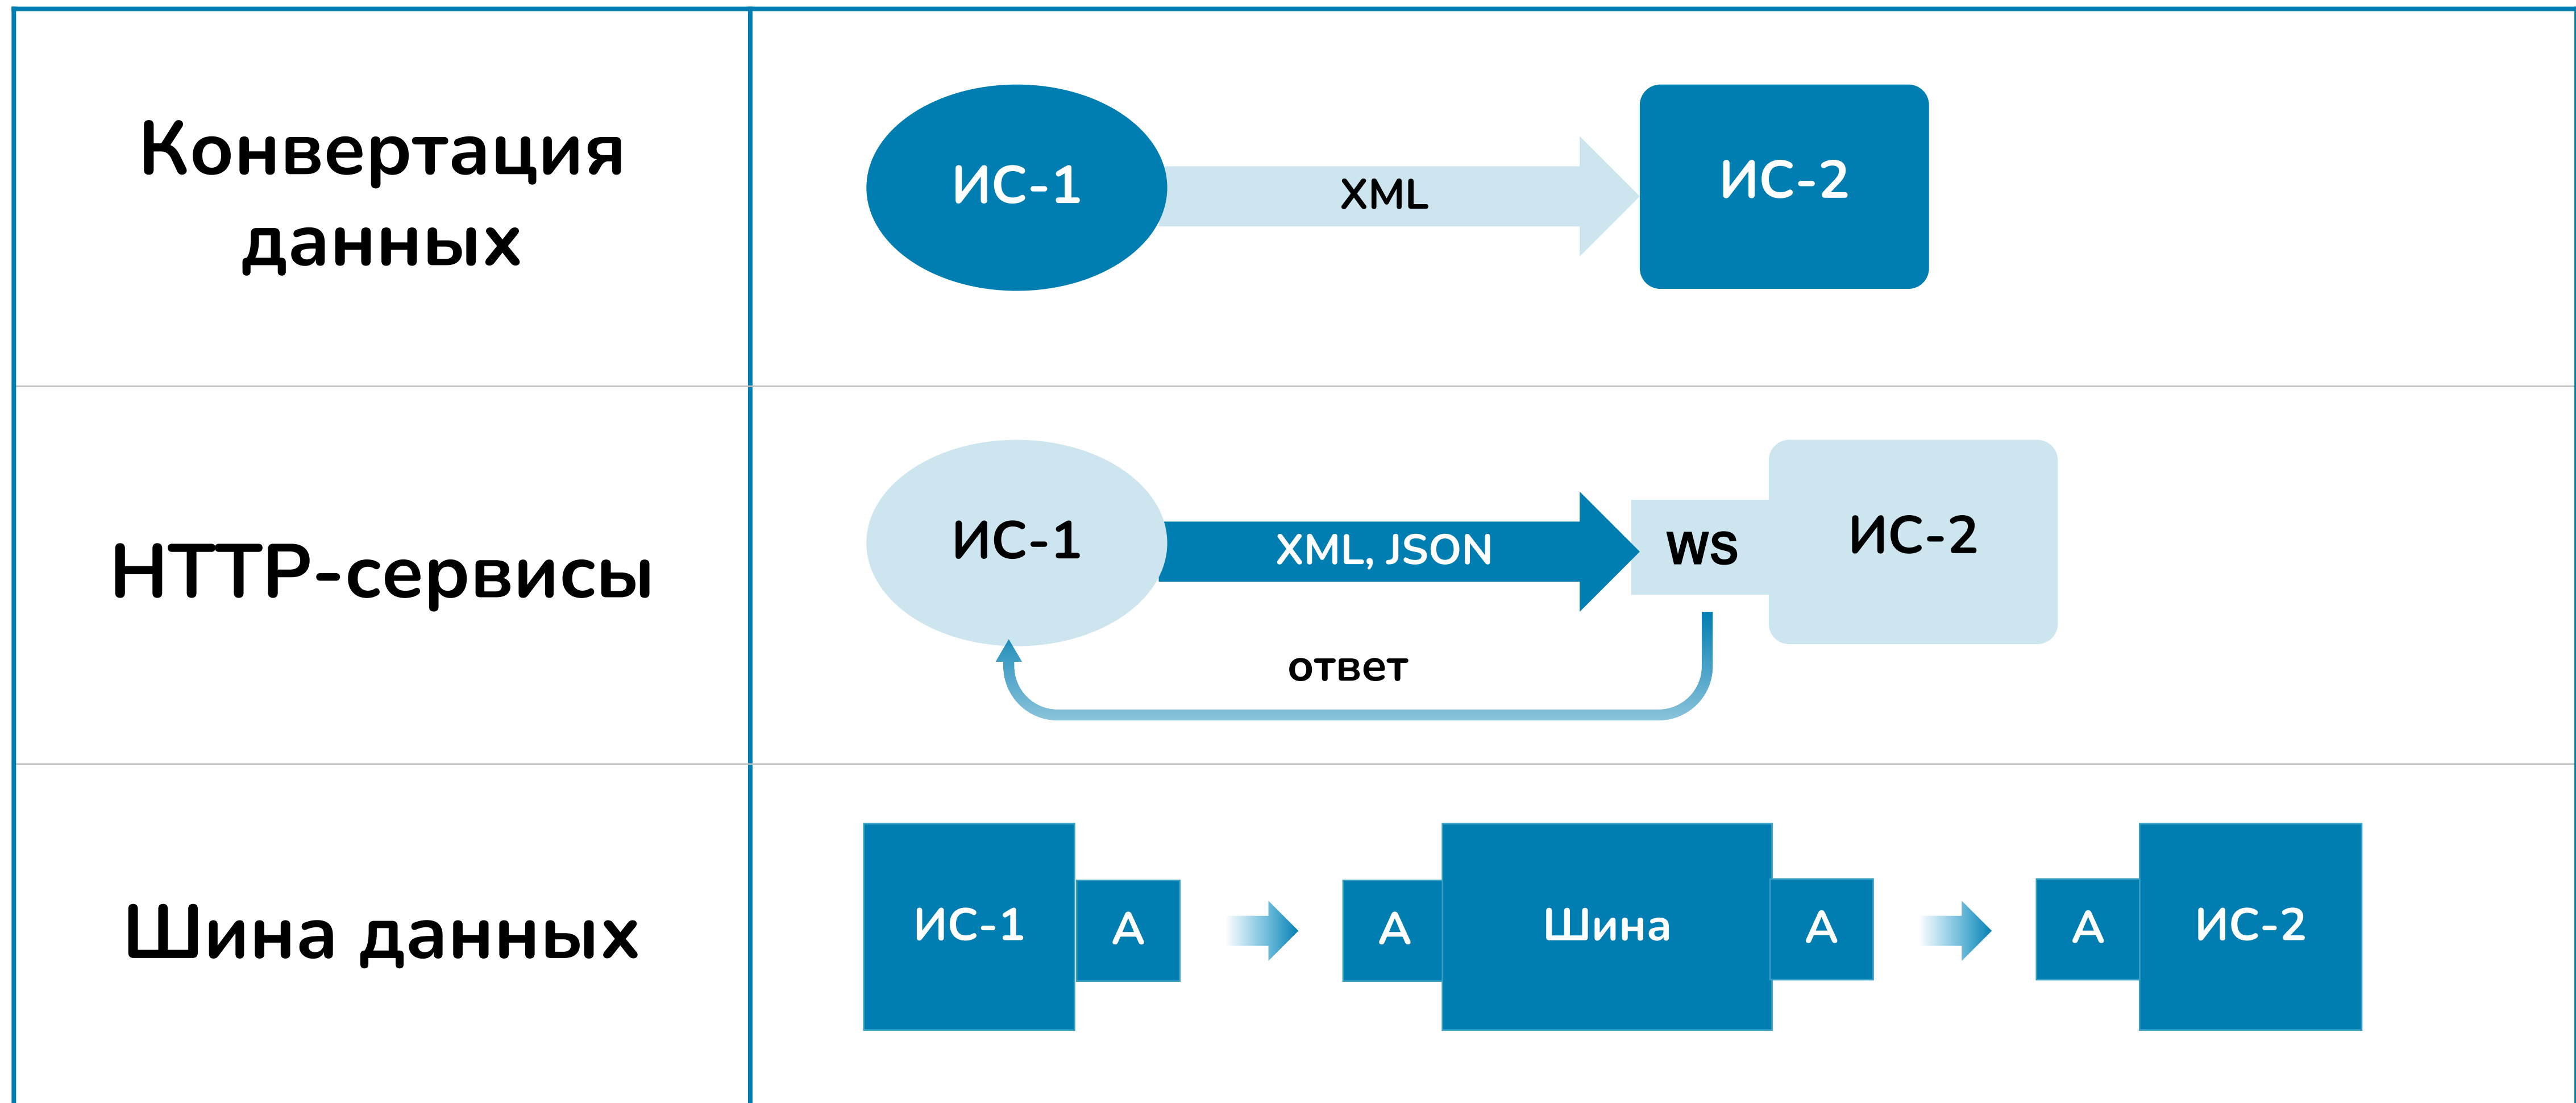 Конвертация
данных
ИС-1
XML
ИС-2
HTTP-сервисы
ИС-1
XML, JSON
WS
ИС-2
ответ
Шина данных
ИС-1
А
А
Шина
А
А
ИС-2